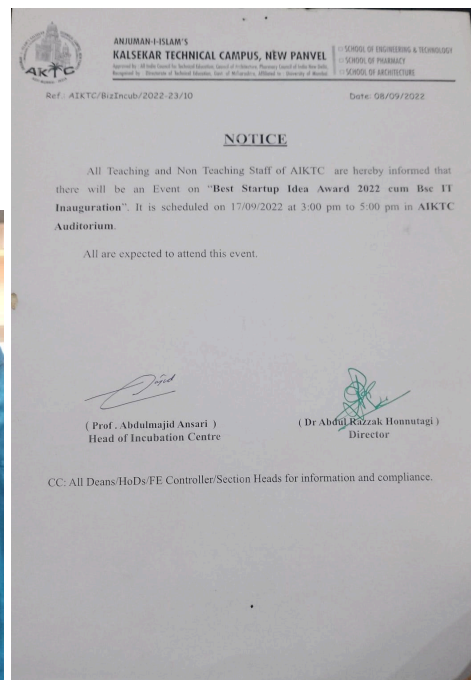 ANJUMAN-I-ISLAM'S
KALSEKAR TECHNICAL CAMPUS, NEW PANVEL
SCHOOL OF ENGINEERING & TECHNOLOGY
SCHOOL OF PHARMACY
SCHOOL OF ARCHITECTURE
AKTC
Ref.: AIKTC/BizIncub/2022-23/10
Date: 08/09/2022
NOTICE
All Teaching and Non Teaching Staff of AIKTC are hereby informed that
there will be an Event on “Best Startup Idea Award 2022 cum Bsc IT
Inauguration”. It is scheduled on 17/09/2022 at 3:00 pm to 5:00 pm in AIKTC
Auditorium.
All are expected to attend this event.
( Prof . Abdulmajid Ansari )
Head of Incubation Centre
( Dr Abdul Razzak Honnutagi )
Director
CC: All Deans/HoDs/FE Controller/Section Heads for information and compliance.